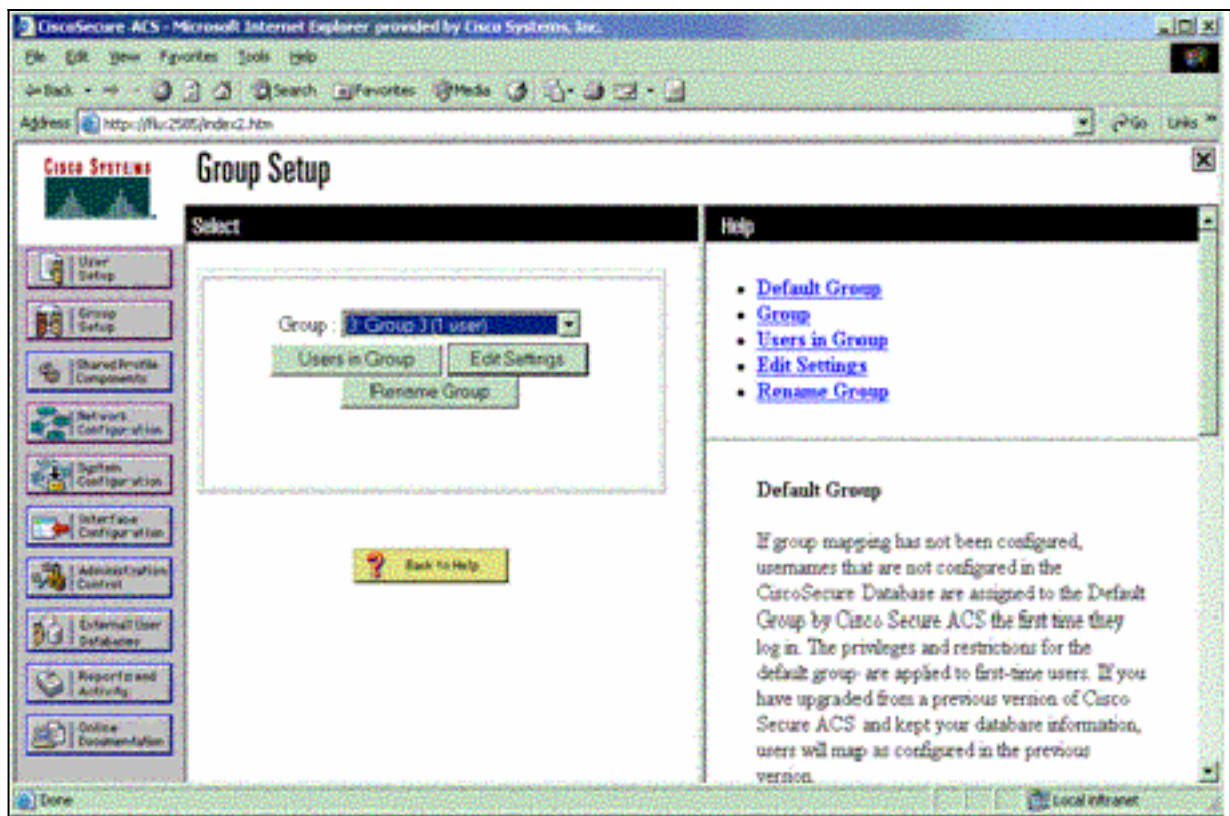 CiscoSecure ACS - Microsoft Internet Explorer provided by Cisco Systems, Inc.
File Edit View Favorites Tools Help
Back Search Favorites Media
Address Go Links »
CISCO SYSTEMS
Group Setup
Select
Help
User
Setup
Group
Setup
Shared Profile
Components
Network
Configuration
System
Configuration
Interface
Configuration
Administration
Control
External User
Databases
Reports and
Activity
Online
Documentation
Group : 3: Group 3 (1 user)
Users in Group Edit Settings
Rename Group
? Back to Help
• Default Group
• Group
• Users in Group
• Edit Settings
• Rename Group
Default Group
If group mapping has not been configured,
usernames that are not configured in the
CiscoSecure Database are assigned to the Default
Group by Cisco Secure ACS the first time they
log in. The privileges and restrictions for the
default group- are applied to first-time users. If you
have upgraded from a previous version of Cisco
Secure ACS and kept your database information,
users will map as configured in the previous
version.
Done Local intranet